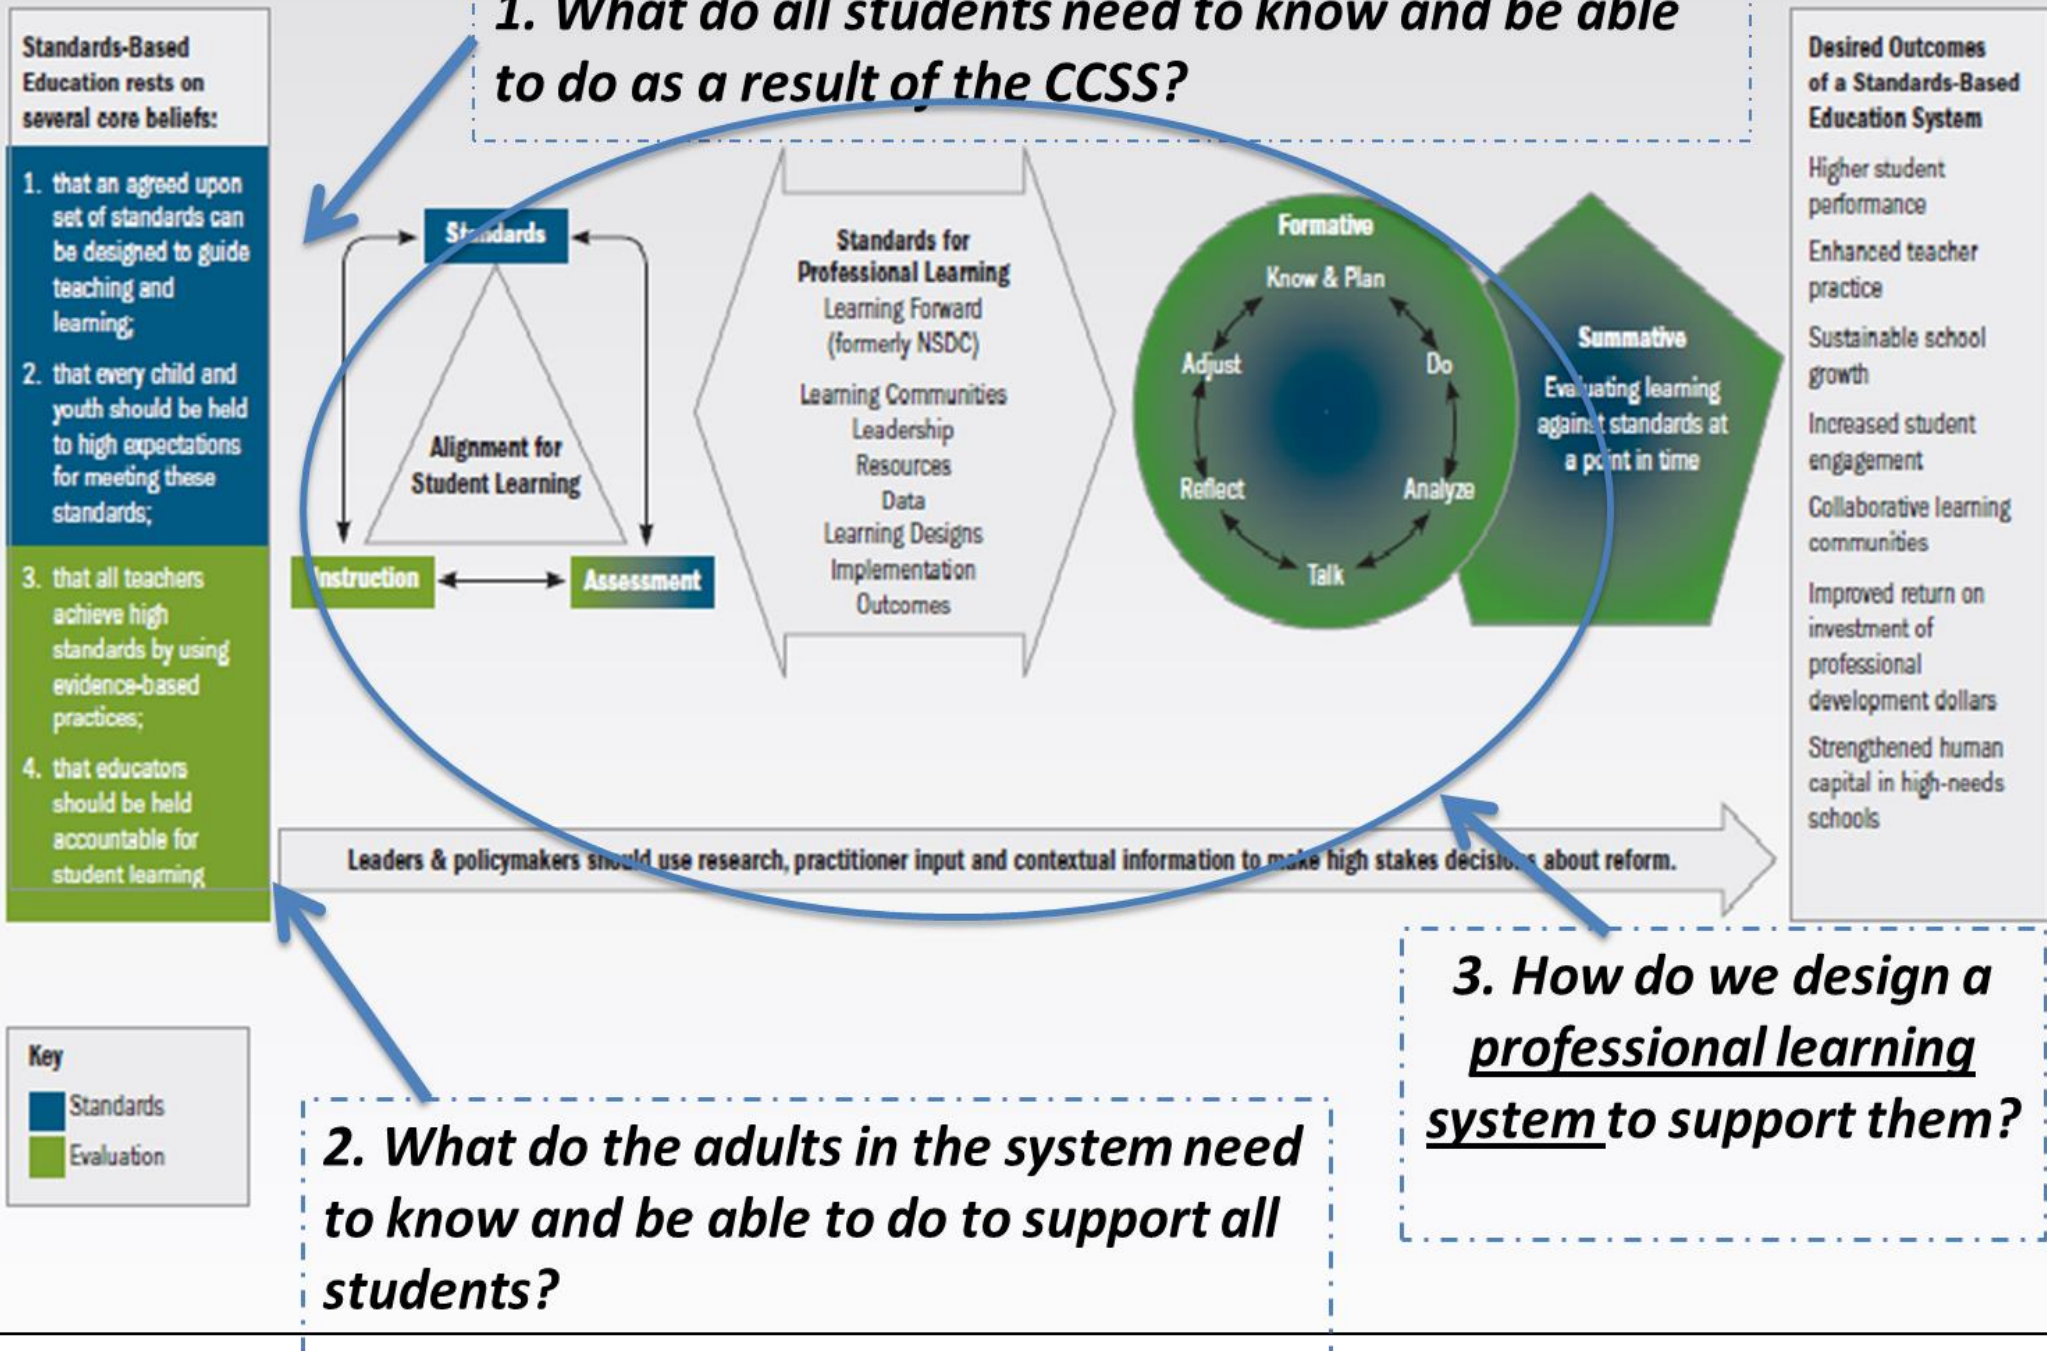 1. What do all students need to know and be able
to do as a result of the CCSS?
Standards-Based
Education rests on
several core beliefs:
1. that an agreed upon
set of standards can
be designed to guide
teaching and
learning;
2. that every child and
youth should be held
to high expectations
for meeting these
standards;
3. that all teachers
achieve high
standards by using
evidence-based
practices;
4. that educators
should be held
accountable for
student learning
Standards
Alignment for
Student Learning
Instruction
Assessment
Standards for
Professional Learning
Learning Forward
(formerly NSDC)
Learning Communities
Leadership
Resources
Data
Learning Designs
Implementation
Outcomes
Formative
Know & Plan
Adjust
Do
Reflect
Analyze
Talk
Summative
Evaluating learning
against standards at
a point in time
Desired Outcomes
of a Standards-Based
Education System
Higher student
performance
Enhanced teacher
practice
Sustainable school
growth
Increased student
engagement
Collaborative learning
communities
Improved return on
investment of
professional
development dollars
Strengthened human
capital in high-needs
schools
Leaders & policymakers should use research, practitioner input and contextual information to make high stakes decisions about reform.
Key
Standards
Evaluation
2. What do the adults in the system need
to know and be able to do to support all
students?
3. How do we design a
professional learning
system to support them?